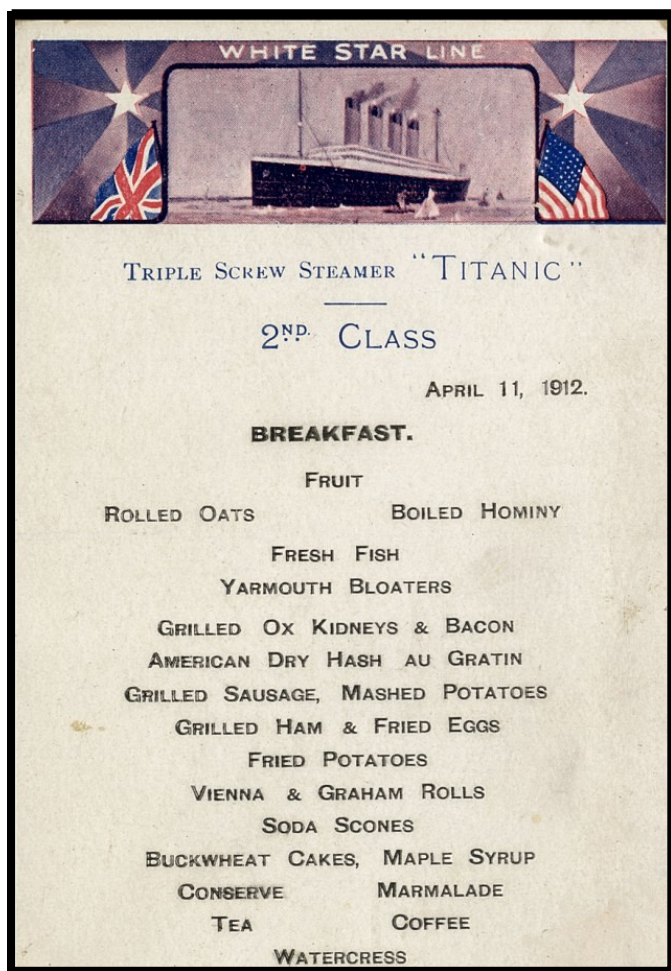 WHITE STAR LINE
TRIPLE SCREW STEAMER "TITANIC"
2ND. CLASS
APRIL 11, 1912.
BREAKFAST.
FRUIT
ROLLED OATS BOILED HOMINY
FRESH FISH
YARMOUTH BLOATERS
GRILLED OX KIDNEYS & BACON
AMERICAN DRY HASH AU GRATIN
GRILLED SAUSAGE, MASHED POTATOES
GRILLED HAM & FRIED EGGS
FRIED POTATOES
VIENNA & GRAHAM ROLLS
SODA SCONES
BUCKWHEAT CAKES, MAPLE SYRUP
CONSERVE MARMALADE
TEA COFFEE
WATERCRESS